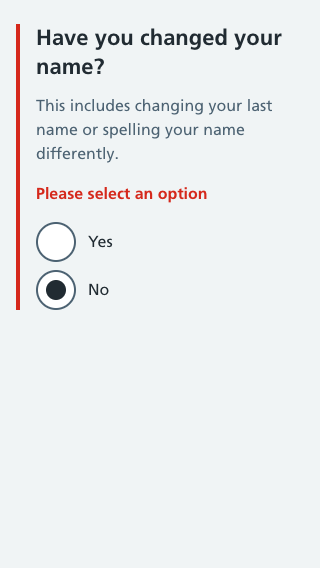 Have you changed your
name?
This includes changing your last
name or spelling your name
differently.
Please select an option
Yes
No